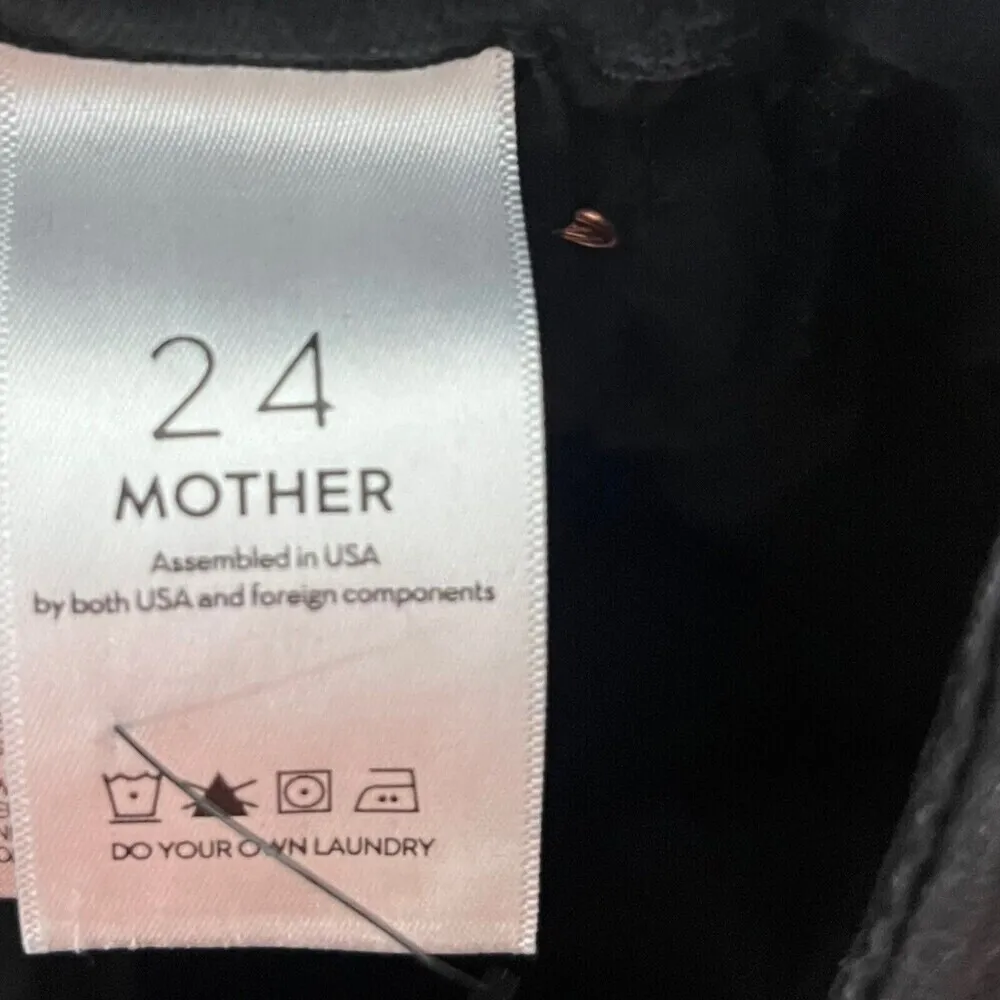 24
MOTHER
Assembled in USA
by both USA and foreign components
DO YOUR OWN LAUNDRY